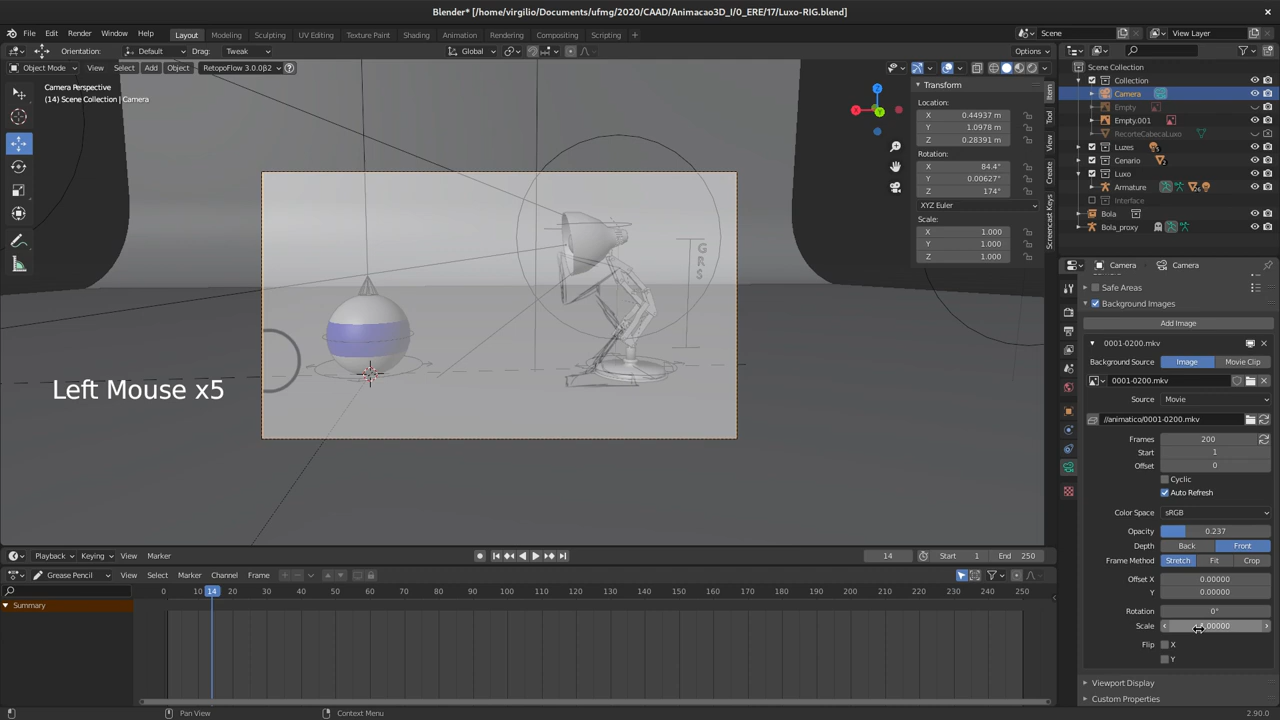 Blender* [/home/virgilio/Documents/ufmg/2020/CAAD/Animacao3D_I/0_ERE/17/Luxo-RIG.blend]
File Edit Render Window Help Layout Modeling Sculpting UV Editing Texture Paint Shading Animation Rendering Compositing Scripting Scene View Layer
Orientation: Default Drag: Tweak Global Options
Object Mode View Select Add Object RetopoFlow 3.0.0β2
Camera Perspective
(14) Scene Collection | Camera
Left Mouse x5
G
R
S
X
Y
Z
Transform
Location:
X 0.44937 m
Y 1.0978 m
Z 0.28391 m
Rotation:
X 84.4°
Y 0.00627°
Z 174°
XYZ Euler
Scale:
X 1.000
Y 1.000
Z 1.000
Item
Tool
View
Create
Screencast Keys
Scene Collection
Collection
Camera
Empty
Empty.001
RecorteCabecaLuxo
Luzes
Cenario
Luxo
Armature
Interface
Bola
Bola_proxy
Camera Camera
Safe Areas
Background Images
Add Image
0001-0200.mkv
Background Source Image Movie Clip
0001-0200.mkv
Source Movie
//animatico/0001-0200.mkv
Frames 200
Start 1
Offset 0
Cyclic
Auto Refresh
Color Space sRGB
Opacity 0.237
Depth Back Front
Frame Method Stretch Fit Crop
Offset X 0.00000
Y 0.00000
Rotation 0°
Scale
Flip X
Y
Viewport Display
Custom Properties
Playback Keying View Marker 14 Start 1 End 250
Grease Pencil View Select Marker Channel Frame
0 10 14 20 30 40 50 60 70 80 90 100 110 120 130 140 150 160 170 180 190 200 210 220 230 240 250
Summary
Pan View Context Menu 2.90.0